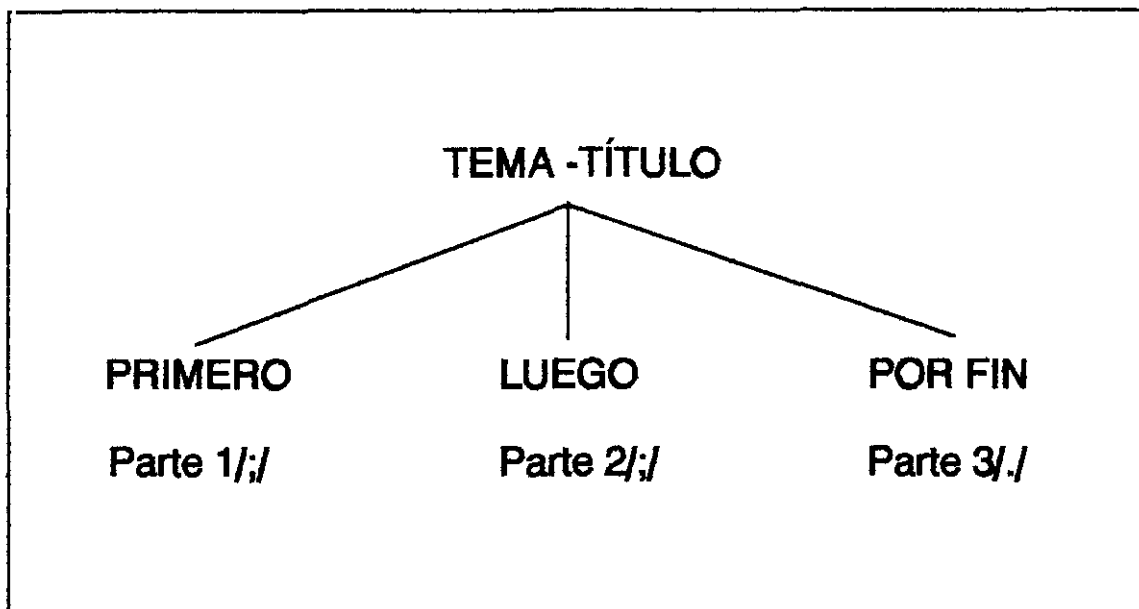 TEMA -TÍTULO
PRIMERO LUEGO POR FIN
Parte 1/;/ Parte 2/;/ Parte 3/./